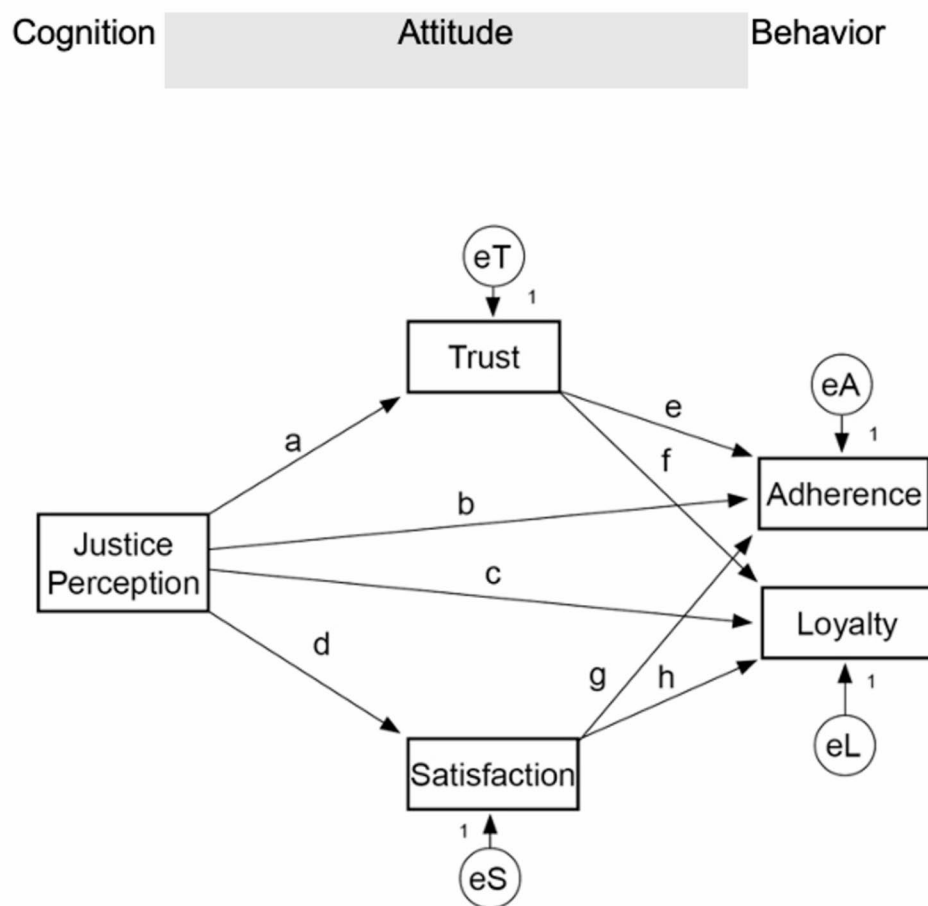 Cognition Attitude Behavior
eT
1
Trust
eA
1
e
a
f
Adherence
b
Justice
Perception
c
Loyalty
d
g
h
1
eL
Satisfaction
1
eS